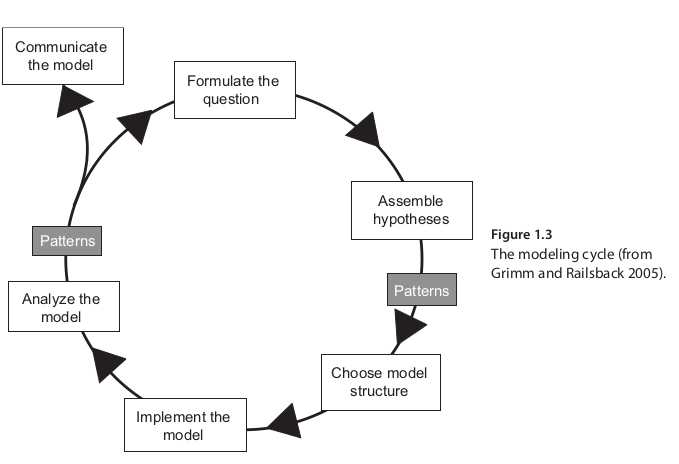 Communicate
the model
Formulate the
question
Assemble
hypotheses
Patterns
Choose model
structure
Implement the
model
Analyze the
model
Patterns
Figure 1.3
The modeling cycle (from
Grimm and Railsback 2005).